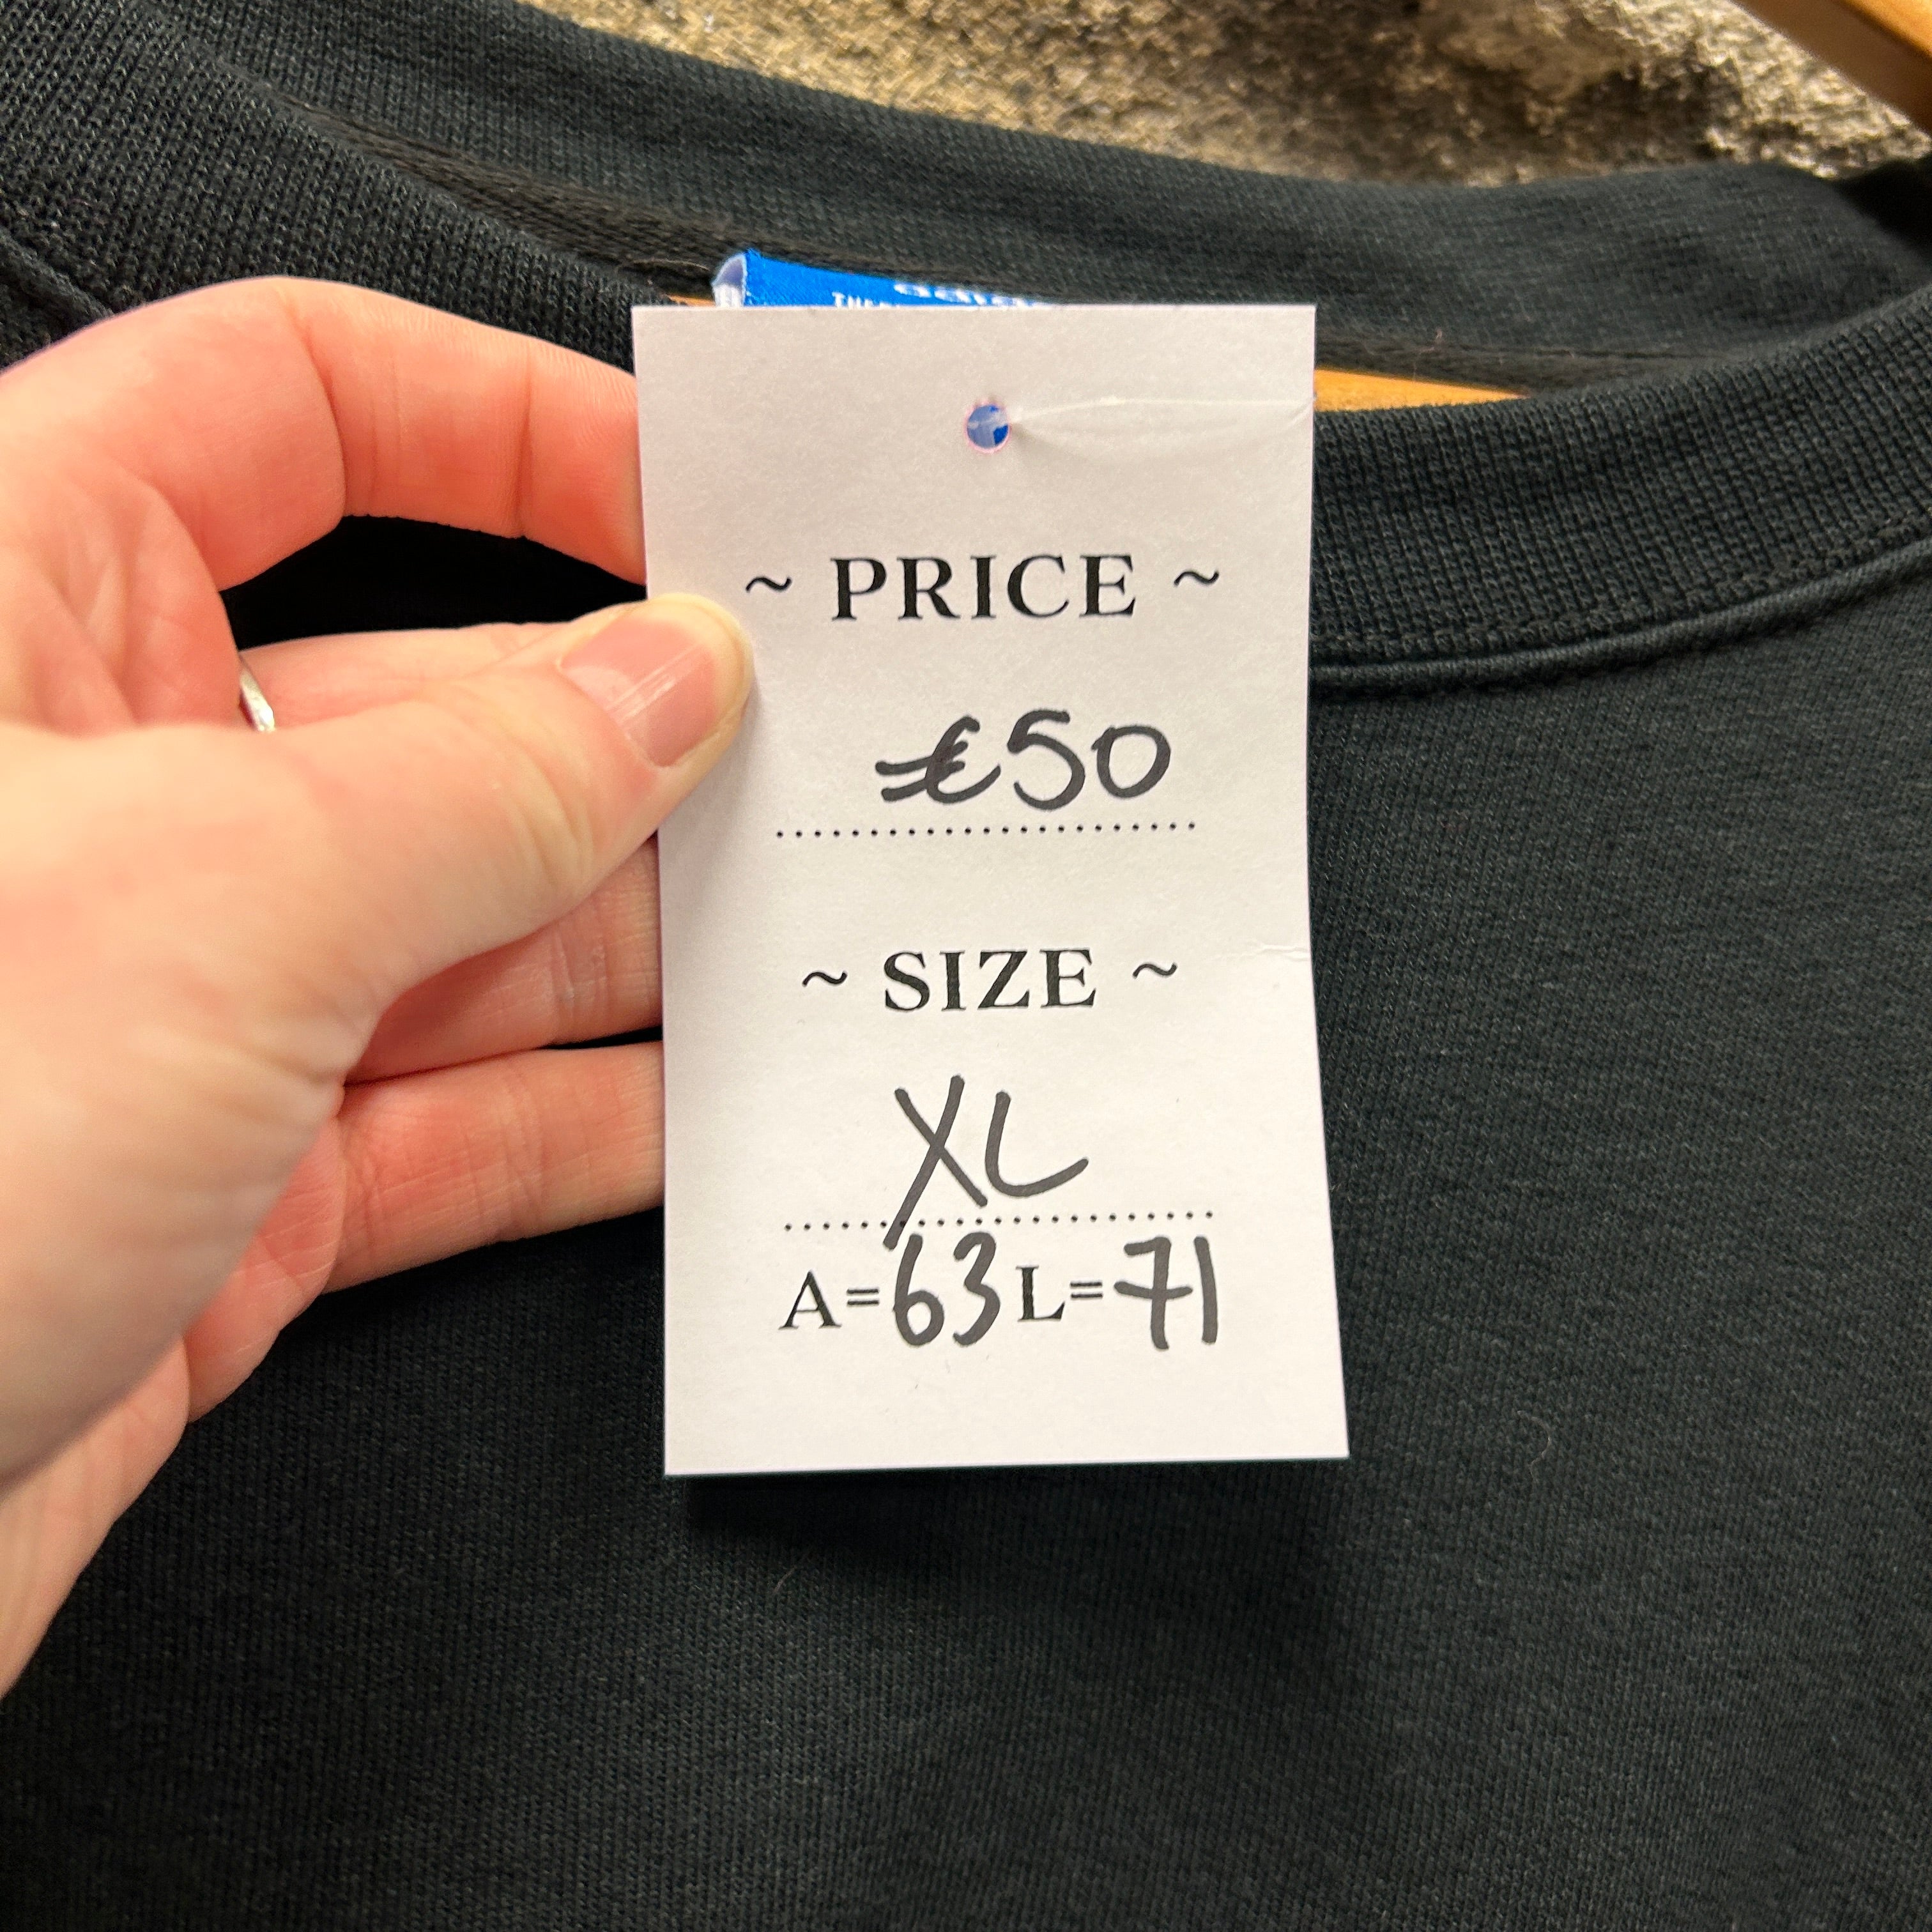 ~ PRICE ~
€50
~ SIZE ~
XL
A=63 L=71